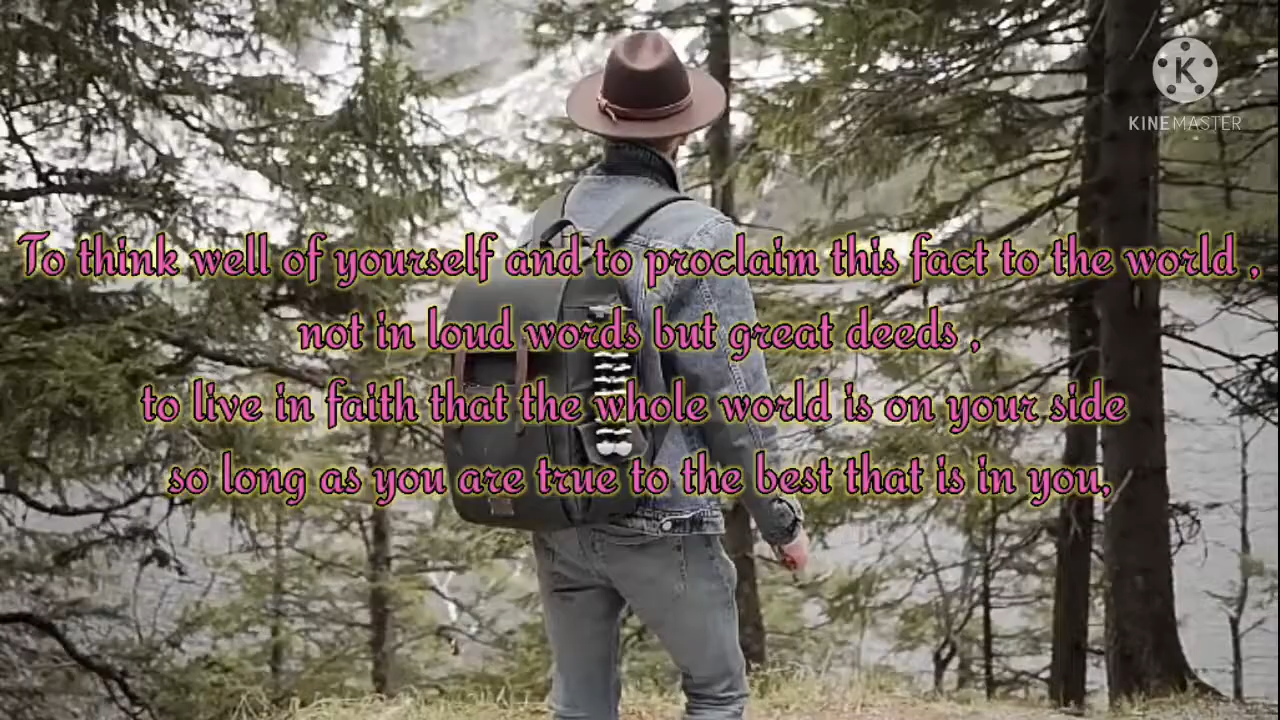 K
KINEMASTER
To think well of yourself and to proclaim this fact to the world ,
not in loud words but great deeds ,
to live in faith that the whole world is on your side
so long as you are true to the best that is in you,